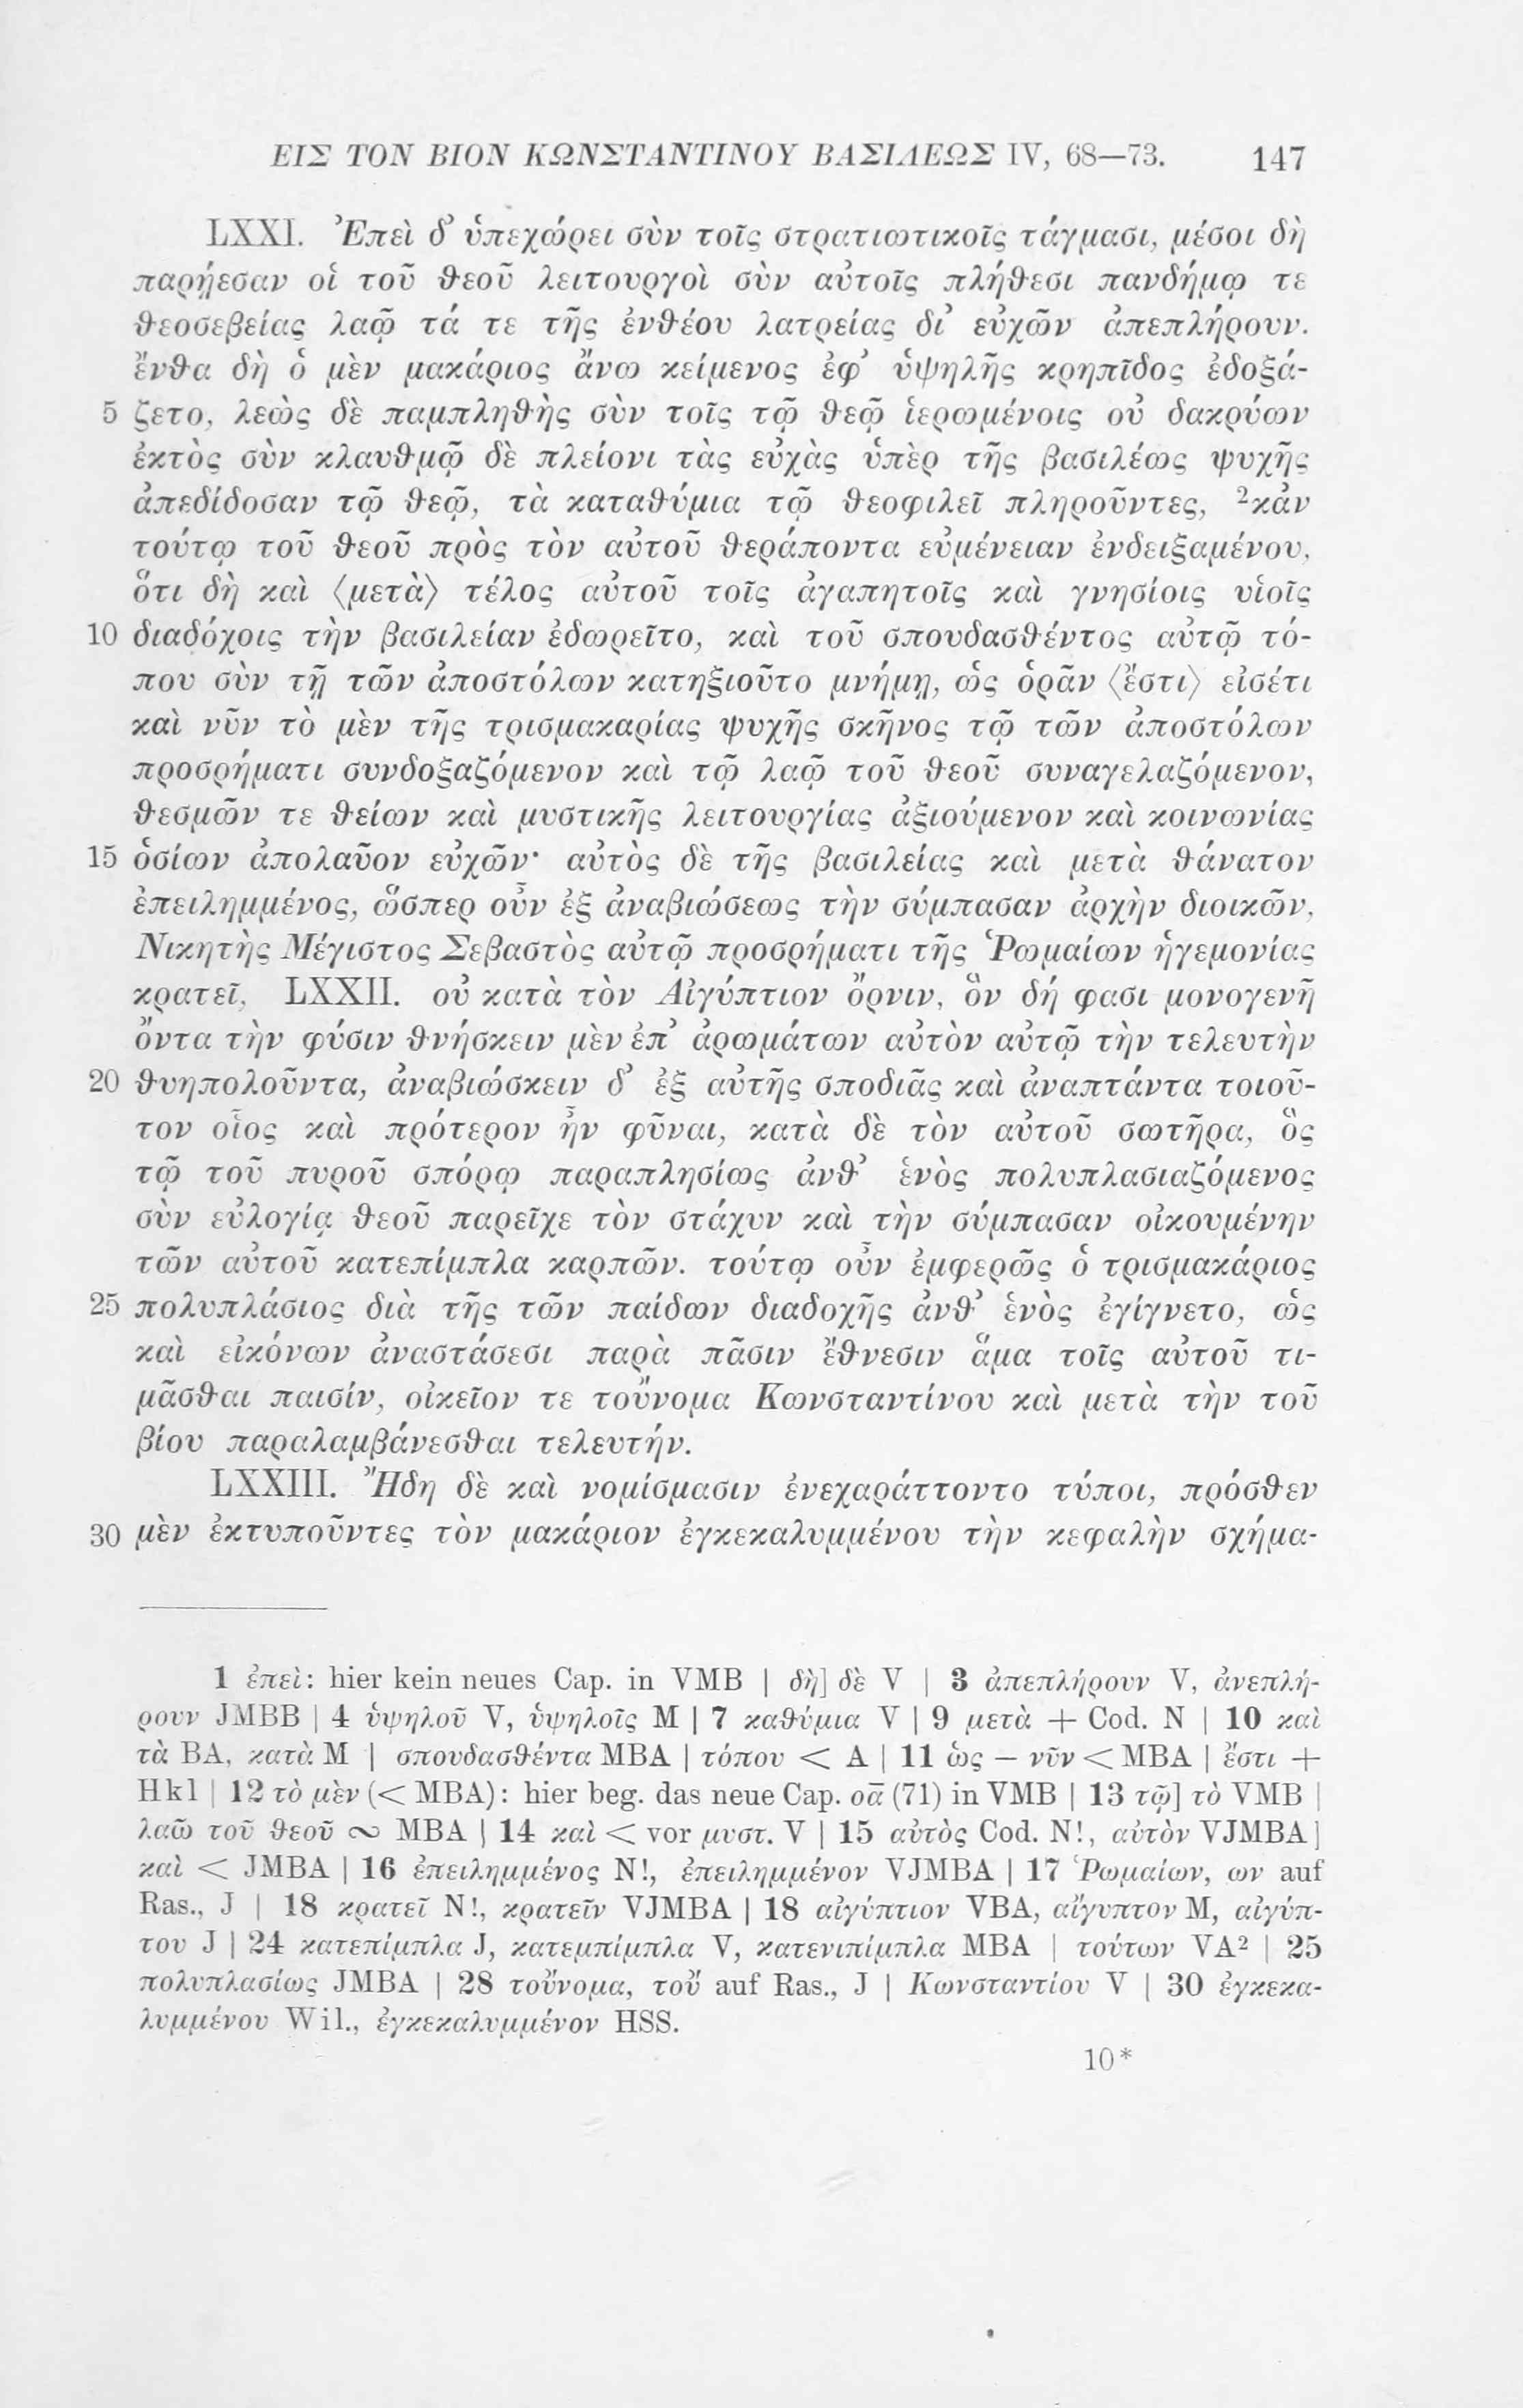 ΕΙΣ ΤΟΝ ΒΙΟΝ ΚΩΝΣΤΑΝΤΙΝΟΥ ΒΑΣΙΛΕΩΣ IV, 68—73. 147
LXXI. Ἐπεὶ δ’ ὑπεχώρει σὺν τοῖς στρατιωτικοῖς τάγμασι, μέσοι δὴ
παρῄεσαν οἱ τοῦ θεοῦ λειτουργοὶ σὺν αὐτοῖς πλήθεσι πανδήμῳ τε
θεοσεβείας λαῷ τά τε τῆς ἐνθέου λατρείας δι’ εὐχῶν ἀπεπλήρουν.
ἔνθα δὴ ὁ μὲν μακάριος ἄνω κείμενος ἐφ’ ὑψηλῆς κρηπῖδος ἐδοξά-
5 ζετο, λεὼς δὲ παμπληθὴς σὺν τοῖς τῷ θεῷ ἱερωμένοις οὐ δακρύων
ἐκτὸς σὺν κλαυθμῷ δὲ πλείονι τὰς εὐχὰς ὑπὲρ τῆς βασιλέως ψυχῆς
ἀπεδίδοσαν τῷ θεῷ, τὰ καταθύμια τῷ θεοφιλεῖ πληροῦντες, ²κἀν
τούτῳ τοῦ θεοῦ πρὸς τὸν αὐτοῦ θεράποντα εὐμένειαν ἐνδειξαμένου,
ὅτι δὴ καὶ ⟨μετὰ⟩ τέλος αὐτοῦ τοῖς ἀγαπητοῖς καὶ γνησίοις υἱοῖς
10 διαδόχοις τὴν βασιλείαν ἐδωρεῖτο, καὶ τοῦ σπουδασθέντος αὐτῷ τό-
που σὺν τῇ τῶν ἀποστόλων κατηξιοῦτο μνήμῃ, ὡς ὁρᾶν ⟨ἔστι⟩ εἰσέτι
καὶ νῦν τὸ μὲν τῆς τρισμακαρίας ψυχῆς σκῆνος τῷ τῶν ἀποστόλων
προσρήματι συνδοξαζόμενον καὶ τῷ λαῷ τοῦ θεοῦ συναγελαζόμενον,
θεσμῶν τε θείων καὶ μυστικῆς λειτουργίας ἀξιούμενον καὶ κοινωνίας
15 ὁσίων ἀπολαῦον εὐχῶν· αὐτὸς δὲ τῆς βασιλείας καὶ μετὰ θάνατον
ἐπειλημμένος, ὥσπερ οὖν ἐξ ἀναβιώσεως τὴν σύμπασαν ἀρχὴν διοικῶν,
Νικητὴς Μέγιστος Σεβαστὸς αὐτῷ προσρήματι τῆς Ῥωμαίων ἡγεμονίας
κρατεῖ, LXXII. οὐ κατὰ τὸν Αἰγύπτιον ὄρνιν, ὃν δή φασι μονογενῆ
ὄντα τὴν φύσιν θνήσκειν μὲν ἐπ’ ἀρωμάτων αὐτὸν αὐτῷ τὴν τελευτὴν
20 θυηπολοῦντα, ἀναβιώσκειν δ’ ἐξ αὐτῆς σποδιᾶς καὶ ἀναπτάντα τοιοῦ-
τον οἷος καὶ πρότερον ἦν φῦναι, κατὰ δὲ τὸν αὐτοῦ σωτῆρα, ὃς
τῷ τοῦ πυροῦ σπόρῳ παραπλησίως ἀνθ’ ἑνὸς πολυπλασιαζόμενος
σὺν εὐλογίᾳ θεοῦ παρεῖχε τὸν στάχυν καὶ τὴν σύμπασαν οἰκουμένην
τῶν αὐτοῦ κατεπίμπλα καρπῶν. τούτῳ οὖν ἐμφερῶς ὁ τρισμακάριος
25 πολυπλάσιος διὰ τῆς τῶν παίδων διαδοχῆς ἀνθ’ ἑνὸς ἐγίγνετο, ὡς
καὶ εἰκόνων ἀναστάσεσι παρὰ πᾶσιν ἔθνεσιν ἅμα τοῖς αὐτοῦ τι-
μᾶσθαι παισίν, οἰκεῖον τε τοὔνομα Κωνσταντίνου καὶ μετὰ τὴν τοῦ
βίου παραλαμβάνεσθαι τελευτήν.
LXXIII. Ἤδη δὲ καὶ νομίσμασιν ἐνεχαράττοντο τύποι, πρόσθεν
30 μὲν ἐκτυποῦντες τὸν μακάριον ἐγκεκαλυμμένου τὴν κεφαλὴν σχήμα-
1 ἐπεὶ: hier kein neues Cap. in VMB | δὴ] δὲ V | 3 ἀπεπλήρουν V, ἀνεπλή-
ρουν JMBB | 4 ὑψηλοῦ V, ὑψηλοῖς M | 7 καθύμια V | 9 μετὰ + Cod. N | 10 καὶ
τὰ BA, κατὰ M | σπουδασθέντα MBA | τόπου < A | 11 ὡς — νῦν < MBA | ἔστι +
Hkl | 12 τὸ μὲν (< MBA): hier beg. das neue Cap. οα̅ (71) in VMB | 13 τῷ] τὸ VMB |
λαῶ τοῦ θεοῦ ∾ MBA | 14 καὶ < vor μυστ. V | 15 αὐτὸς Cod. N!, αὐτὸν VJMBA]
καὶ < JMBA | 16 ἐπειλημμένος N!, ἐπειλημμένον VJMBA | 17 Ῥωμαίων, ων auf
Ras., J | 18 κρατεῖ N!, κρατεῖν VJMBA | 18 αἰγύπτιον VBA, αἴγυπτον M, αἰγύπ-
του J | 24 κατεπίμπλα J, κατεμπίμπλα V, κατενιπίμπλα MBA | τούτων VA² | 25
πολυπλασίως JMBA | 28 τοὔνομα, τοὔ auf Ras., J | Κωνσταντίου V | 30 ἐγκεκα-
λυμμένου Wil., ἐγκεκαλυμμένον HSS.
10*